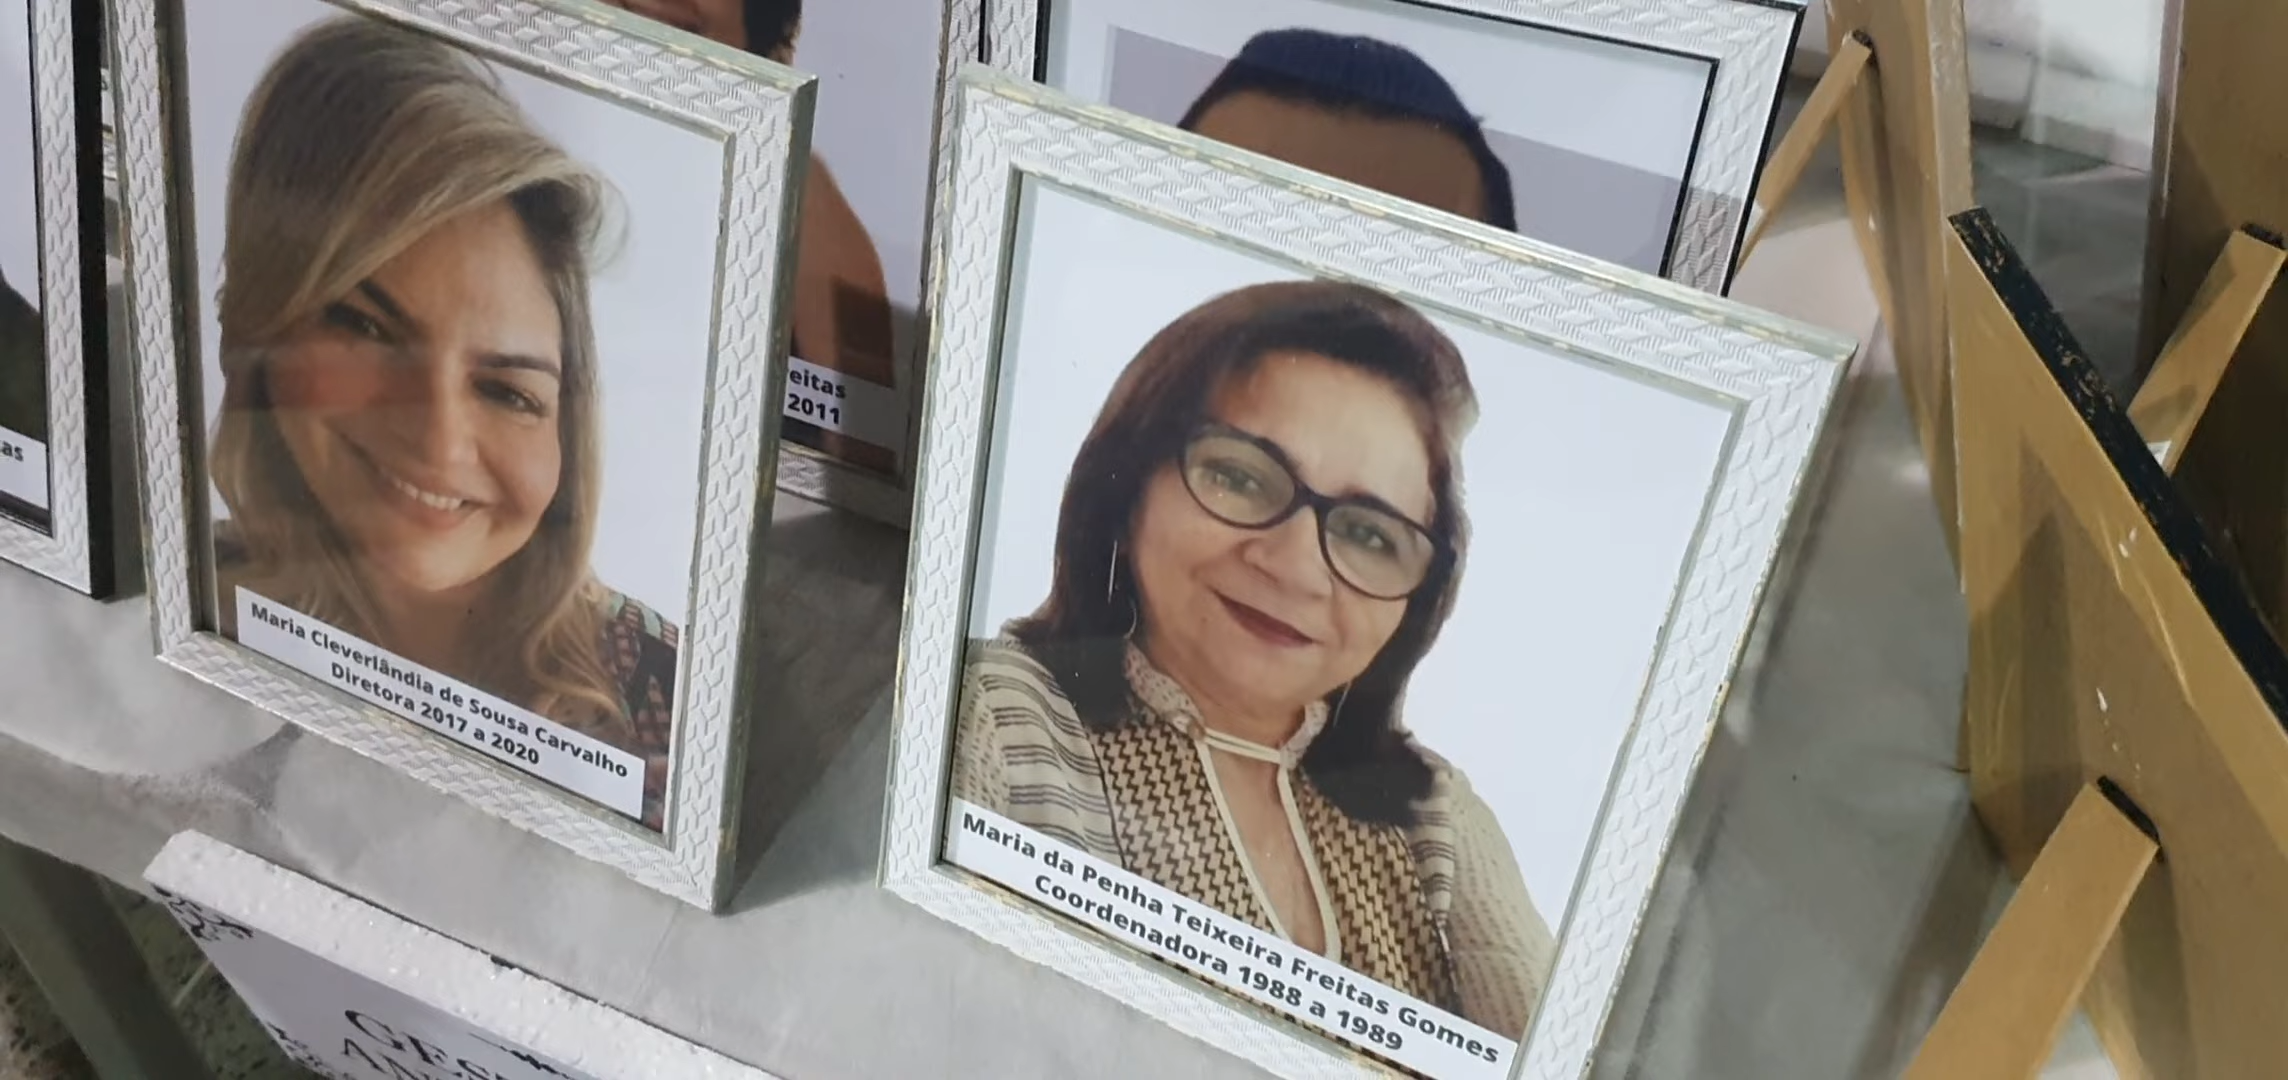 as
eitas
2011
Maria Cleverlândia de Sousa Carvalho
Diretora 2017 a 2020
Maria da Penha Teixeira Freitas Gomes
Coordenadora 1988 a 1989